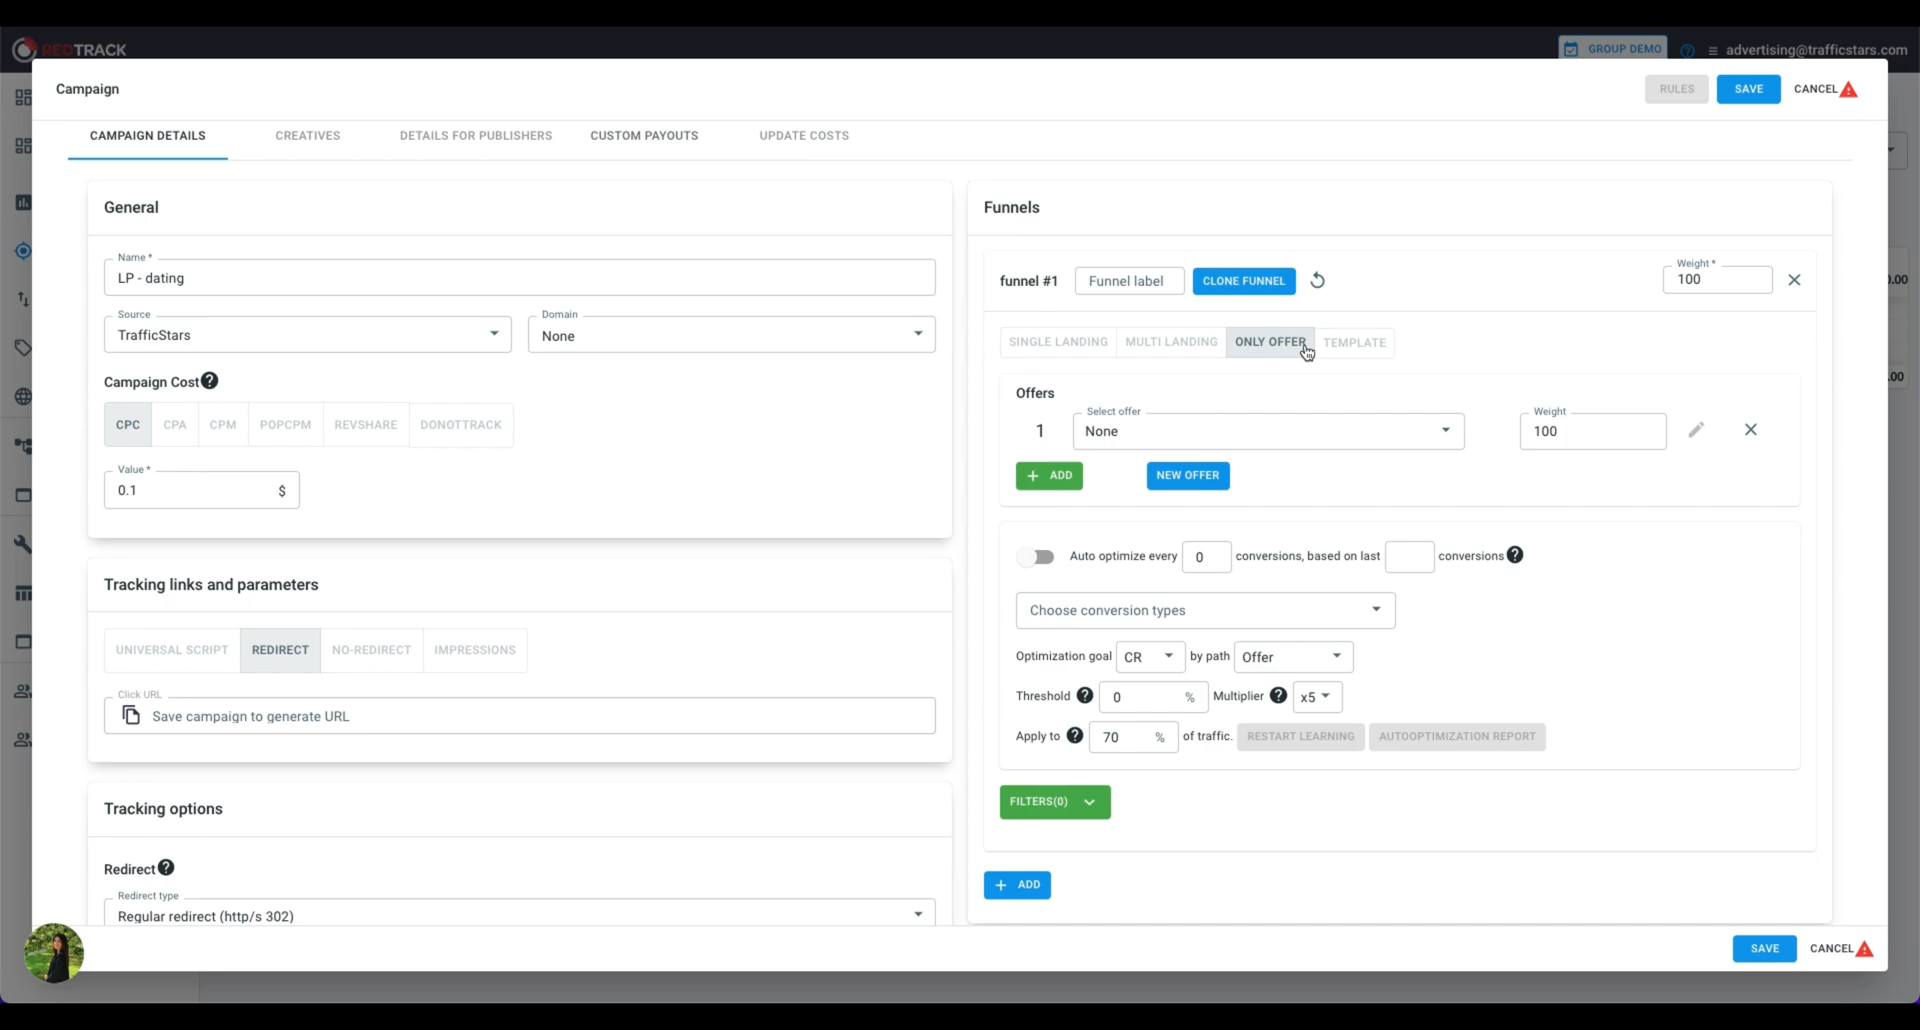 REDTRACK
GROUP DEMO
advertising@trafficstars.com
Campaign
RULES
SAVE
CANCEL
CAMPAIGN DETAILS
CREATIVES
DETAILS FOR PUBLISHERS
CUSTOM PAYOUTS
UPDATE COSTS
General
Name *
LP - dating
Source
TrafficStars
Domain
None
Campaign Cost
CPC
CPA
CPM
POPCPM
REVSHARE
DONOTTRACK
Value *
0.1
$
Tracking links and parameters
UNIVERSAL SCRIPT
REDIRECT
NO-REDIRECT
IMPRESSIONS
Click URL
Save campaign to generate URL
Tracking options
Redirect
Redirect type
Regular redirect (http/s 302)
Funnels
funnel #1
Funnel label
CLONE FUNNEL
Weight *
100
SINGLE LANDING
MULTI LANDING
ONLY OFFER
TEMPLATE
Offers
1
Select offer
None
Weight
100
+ ADD
NEW OFFER
Auto optimize every 0 conversions, based on last conversions
Choose conversion types
Optimization goal CR by path Offer
Threshold 0 % Multiplier x5
Apply to 70 % of traffic. RESTART LEARNING AUTOOPTIMIZATION REPORT
FILTERS(0)
+ ADD
SAVE
CANCEL